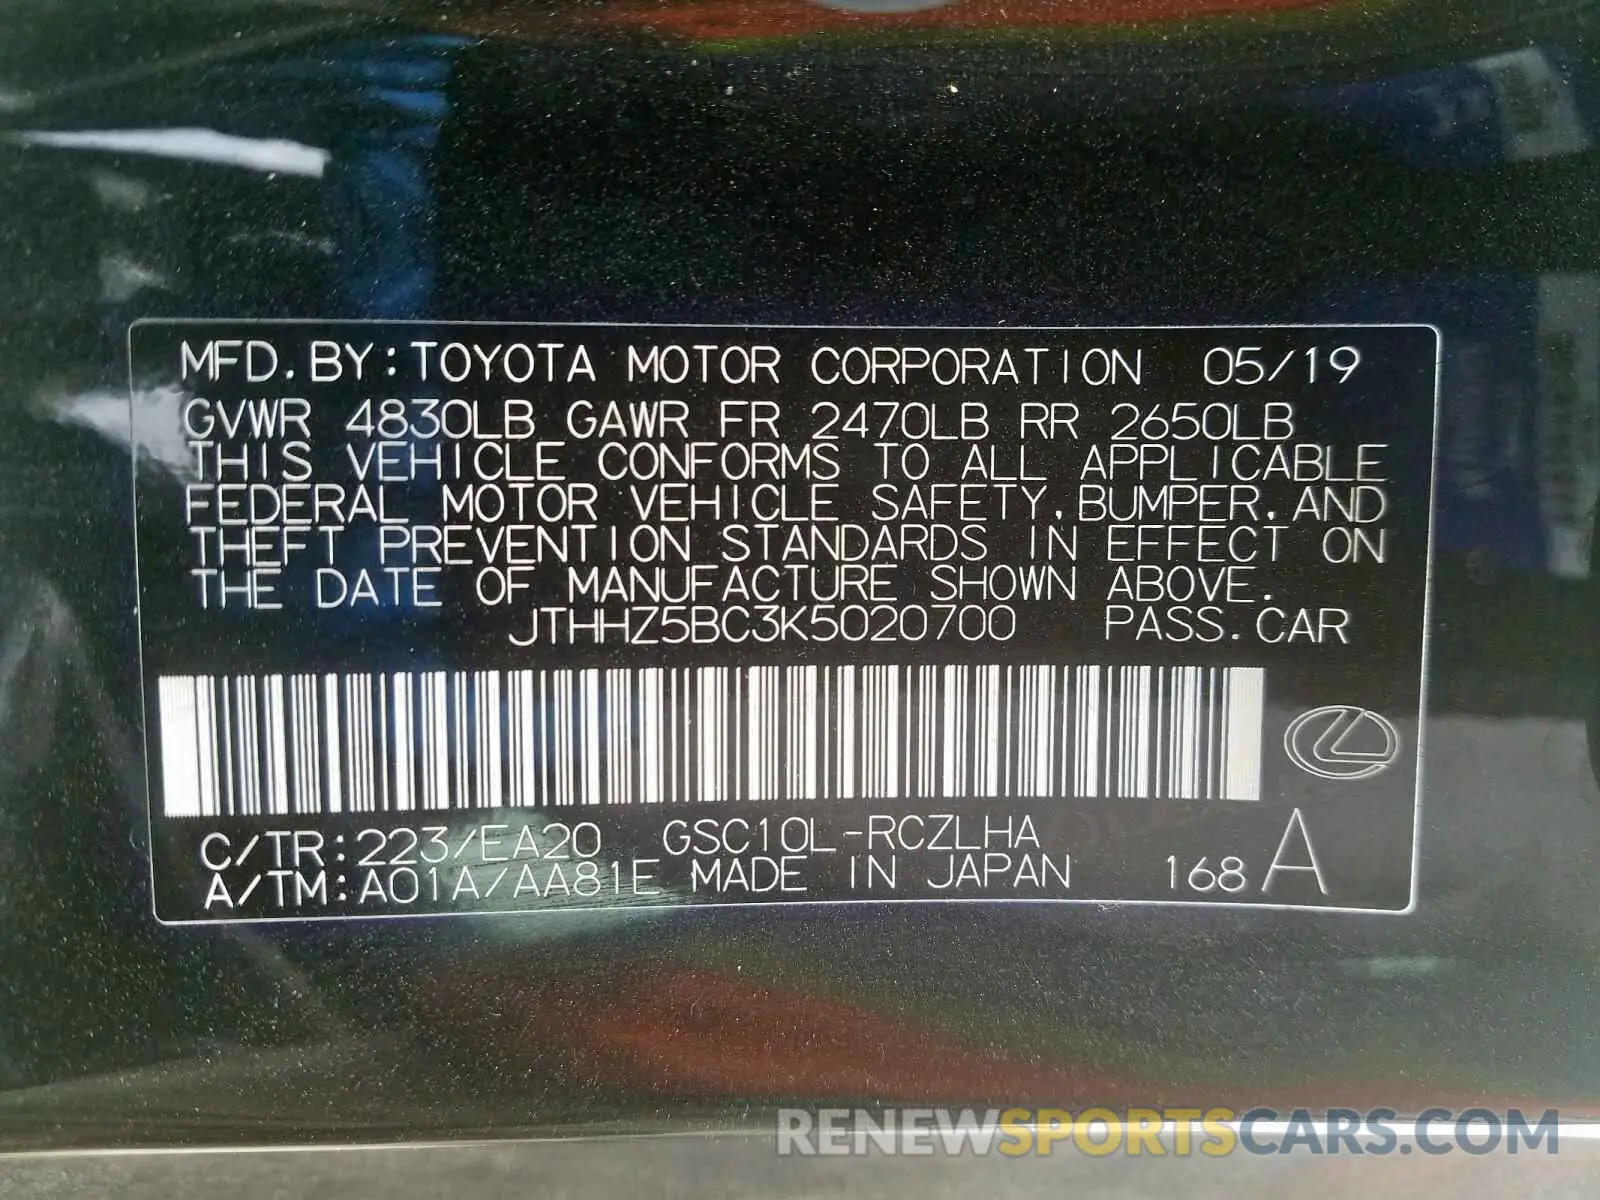 MFD. BY: TOYOTA MOTOR CORPORATION 05/19
GVWR 4830LB GAWR FR 2470LB RR 2650LB
THIS VEHICLE CONFORMS TO ALL APPLICABLE
FEDERAL MOTOR VEHICLE SAFETY, BUMPER, AND
THEFT PREVENTION STANDARDS IN EFFECT ON
THE DATE OF MANUFACTURE SHOWN ABOVE.
JTHHZ5BC3K5020700 PASS. CAR
C/TR: 223/EA20 GSC10L-RCZLHA
A/TM: A01A/AA81E MADE IN JAPAN 168 A
RENEWSPORTSCARS.COM